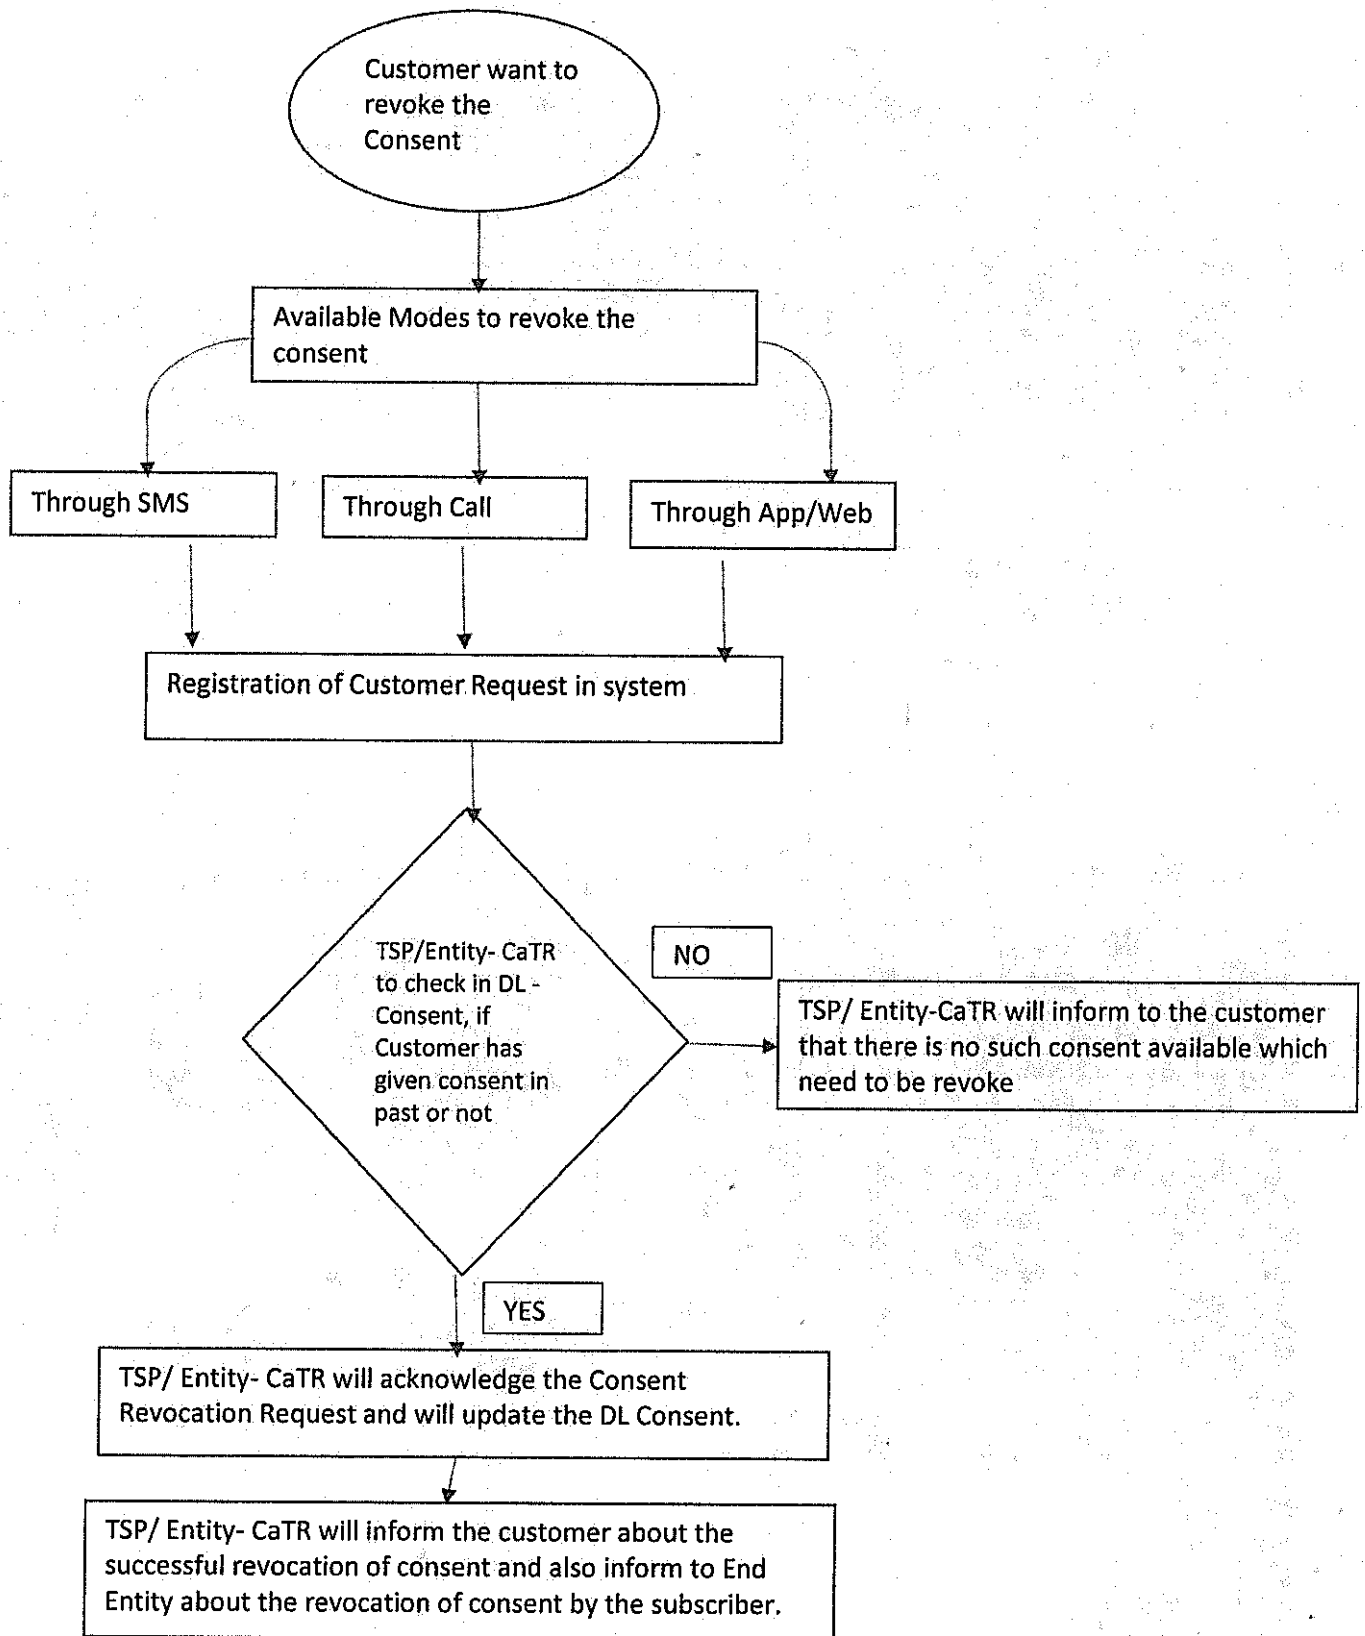 Customer want to
revoke the
Consent
Available Modes to revoke the
consent
Through SMS
Through Call
Through App/Web
Registration of Customer Request in system
TSP/Entity- CaTR
to check in DL -
Consent, if
Customer has
given consent in
past or not
NO
TSP/ Entity-CaTR will inform to the customer
that there is no such consent available which
need to be revoke
YES
TSP/ Entity- CaTR will acknowledge the Consent
Revocation Request and will update the DL Consent.
TSP/ Entity- CaTR will inform the customer about the
successful revocation of consent and also inform to End
Entity about the revocation of consent by the subscriber.